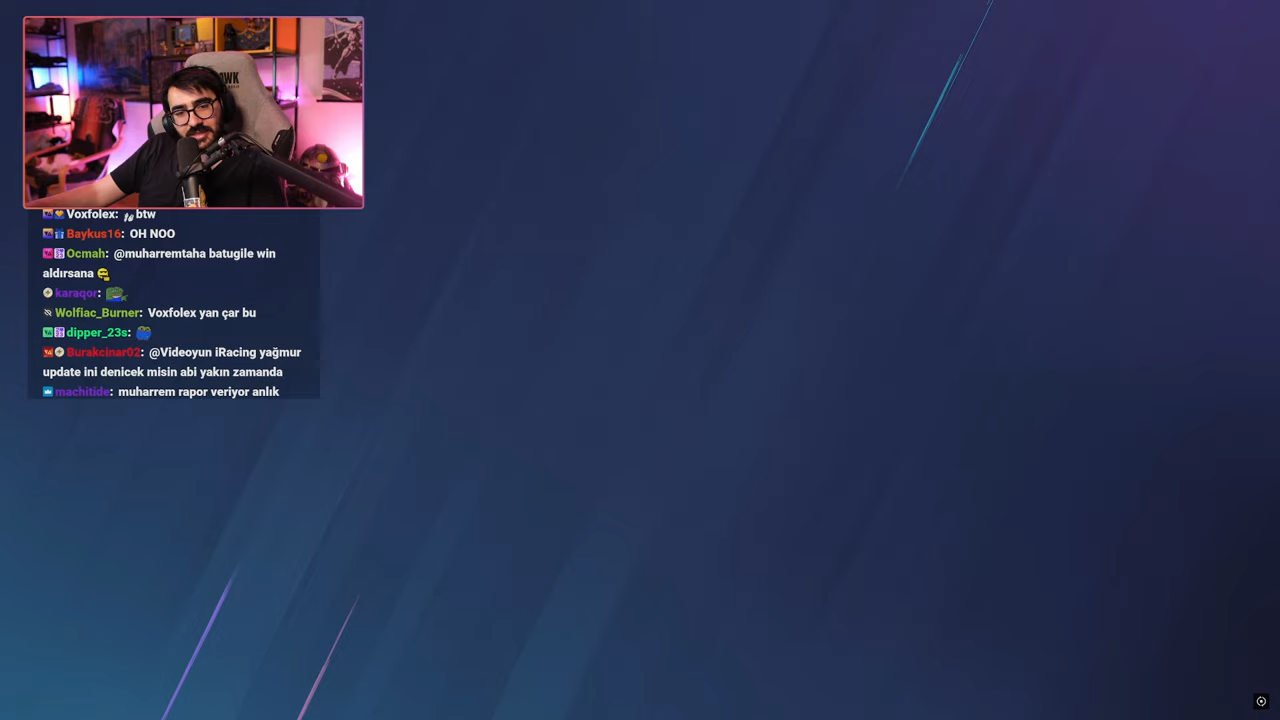 Voxfolex: btw
Baykus16: OH NOO
Ocmah: @muharremtaha batugile win
aldırsana
karaqor:
Wolfiac_Burner: Voxfolex yan çar bu
dipper_23s:
Burakcinar02: @Videoyun iRacing yağmur
update ini denicek misin abi yakın zamanda
machitide: muharrem rapor veriyor anlık